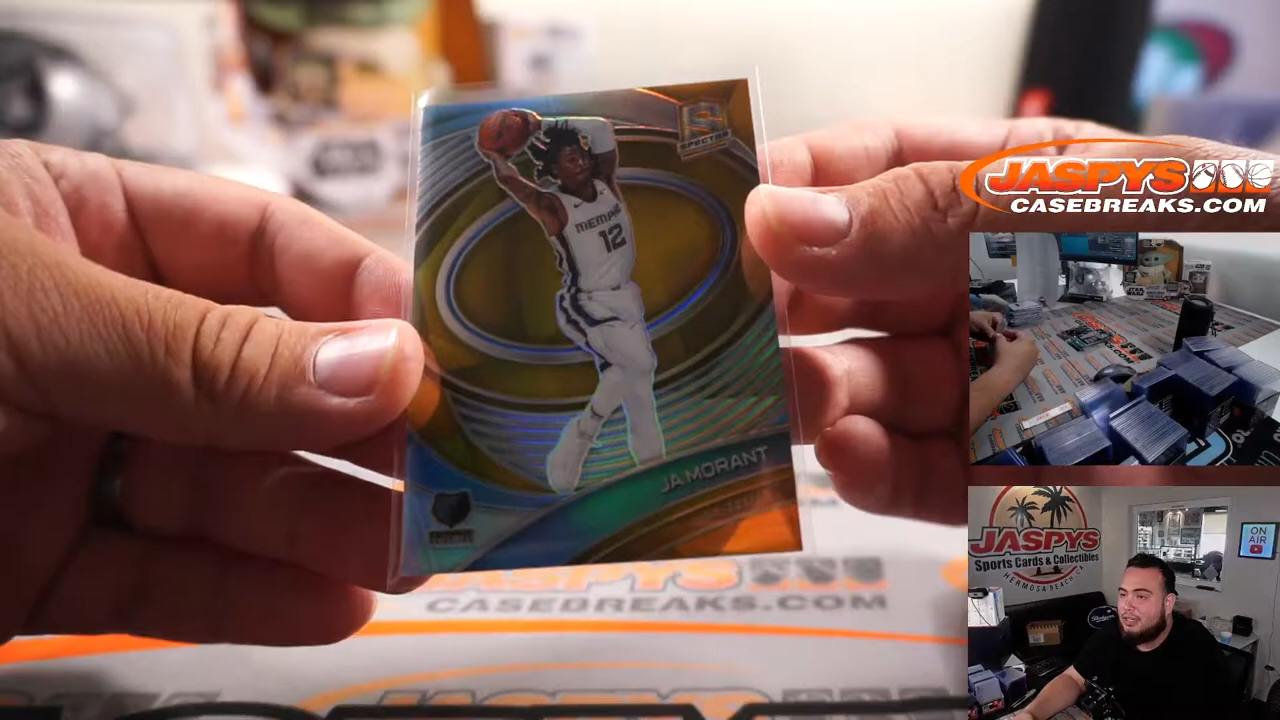 SPECTRA
MEMPHIS
12
JA MORANT
JASPYS
CASEBREAKS.COM
JASPYS
CASEBREAKS.COM
JASPYS
Sports Cards & Collectibles
HERMOSA BEACH, CA
ON
AIR